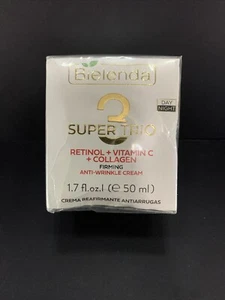 Bielenda
3
DAY
NIGHT
SUPER TRIO
RETINOL + VITAMIN C
+ COLLAGEN
FIRMING
ANTI-WRINKLE CREAM
1.7 fl.oz.| (℮ 50 ml)
CREMA REAFIRMANTE ANTIARRUGAS